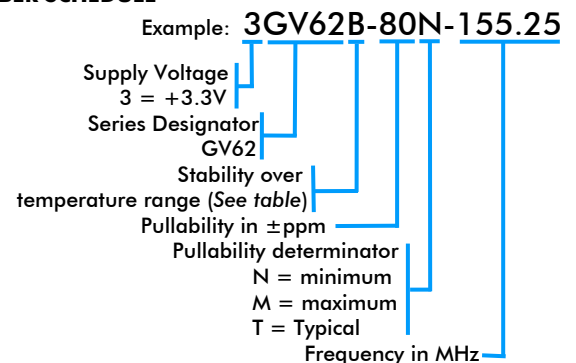 Example: 3GV62B-80N-155.25
Supply Voltage
3 = +3.3V
Series Designator
GV62
Stability over
temperature range (See table)
Pullability in ±ppm
Pullability determinator
N = minimum
M = maximum
T = Typical
Frequency in MHz